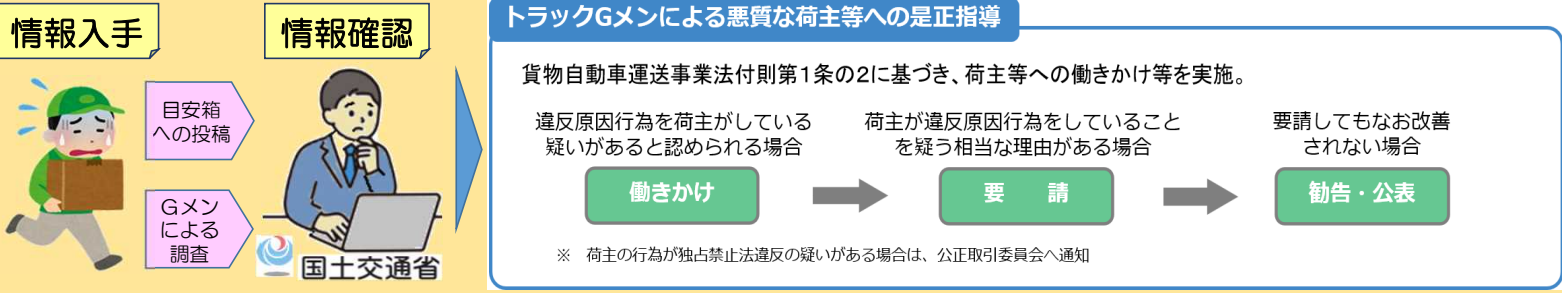 情報入手
情報確認
目安箱
への投稿
Gメン
による
調査
国土交通省
トラックGメンによる悪質な荷主等への是正指導
貨物自動車運送事業法付則第1条の2に基づき、荷主等への働きかけ等を実施。
違反原因行為を荷主がしている
疑いがあると認められる場合
働きかけ
荷主が違反原因行為をしていること
を疑う相当な理由がある場合
要　　請
要請してもなお改善
されない場合
勧告・公表
※　荷主の行為が独占禁止法違反の疑いがある場合は、公正取引委員会へ通知